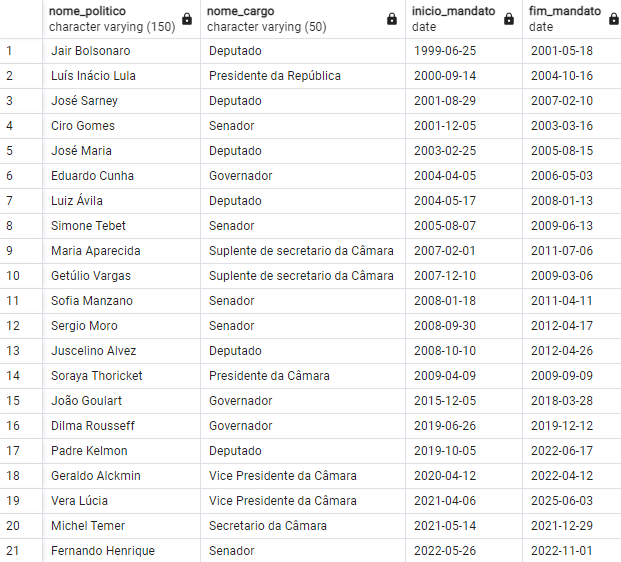 nome_politico nome_cargo inicio_mandato fim_mandato
character varying (150) character varying (50) date date
1 Jair Bolsonaro Deputado 1999-06-25 2001-05-18
2 Luís Inácio Lula Presidente da República 2000-09-14 2004-10-16
3 José Sarney Deputado 2001-08-29 2007-02-10
4 Ciro Gomes Senador 2001-12-05 2003-03-16
5 José Maria Deputado 2003-02-25 2005-08-15
6 Eduardo Cunha Governador 2004-04-05 2006-05-03
7 Luiz Ávila Deputado 2004-05-17 2008-01-13
8 Simone Tebet Senador 2005-08-07 2009-06-13
9 Maria Aparecida Suplente de secretario da Câmara 2007-02-01 2011-07-06
10 Getúlio Vargas Suplente de secretario da Câmara 2007-12-10 2009-03-06
11 Sofia Manzano Senador 2008-01-18 2011-04-11
12 Sergio Moro Senador 2008-09-30 2012-04-17
13 Juscelino Alvez Deputado 2008-10-10 2012-04-26
14 Soraya Thoricket Presidente da Câmara 2009-04-09 2009-09-09
15 João Goulart Governador 2015-12-05 2018-03-28
16 Dilma Rousseff Governador 2019-06-26 2019-12-12
17 Padre Kelmon Deputado 2019-10-05 2022-06-17
18 Geraldo Alckmin Vice Presidente da Câmara 2020-04-12 2022-04-12
19 Vera Lúcia Vice Presidente da Câmara 2021-04-06 2025-06-03
20 Michel Temer Secretario da Câmara 2021-05-14 2021-12-29
21 Fernando Henrique Senador 2022-05-26 2022-11-01